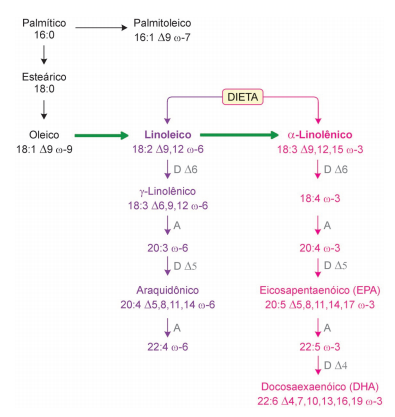 Palmítico
16:0
Palmitoleico
16:1 Δ9 ω-7
Esteárico
18:0
DIETA
Oleico
18:1 Δ9 ω-9
Linoleico
18:2 Δ9,12 ω-6
α-Linolênico
18:3 Δ9,12,15 ω-3
D Δ6
D Δ6
γ-Linolênico
18:3 Δ6,9,12 ω-6
18:4 ω-3
A
A
20:3 ω-6
20:4 ω-3
D Δ5
D Δ5
Araquidônico
20:4 Δ5,8,11,14 ω-6
Eicosapentaenóico (EPA)
20:5 Δ5,8,11,14,17 ω-3
A
A
22:4 ω-6
22:5 ω-3
D Δ4
Docosaexaenóico (DHA)
22:6 Δ4,7,10,13,16,19 ω-3